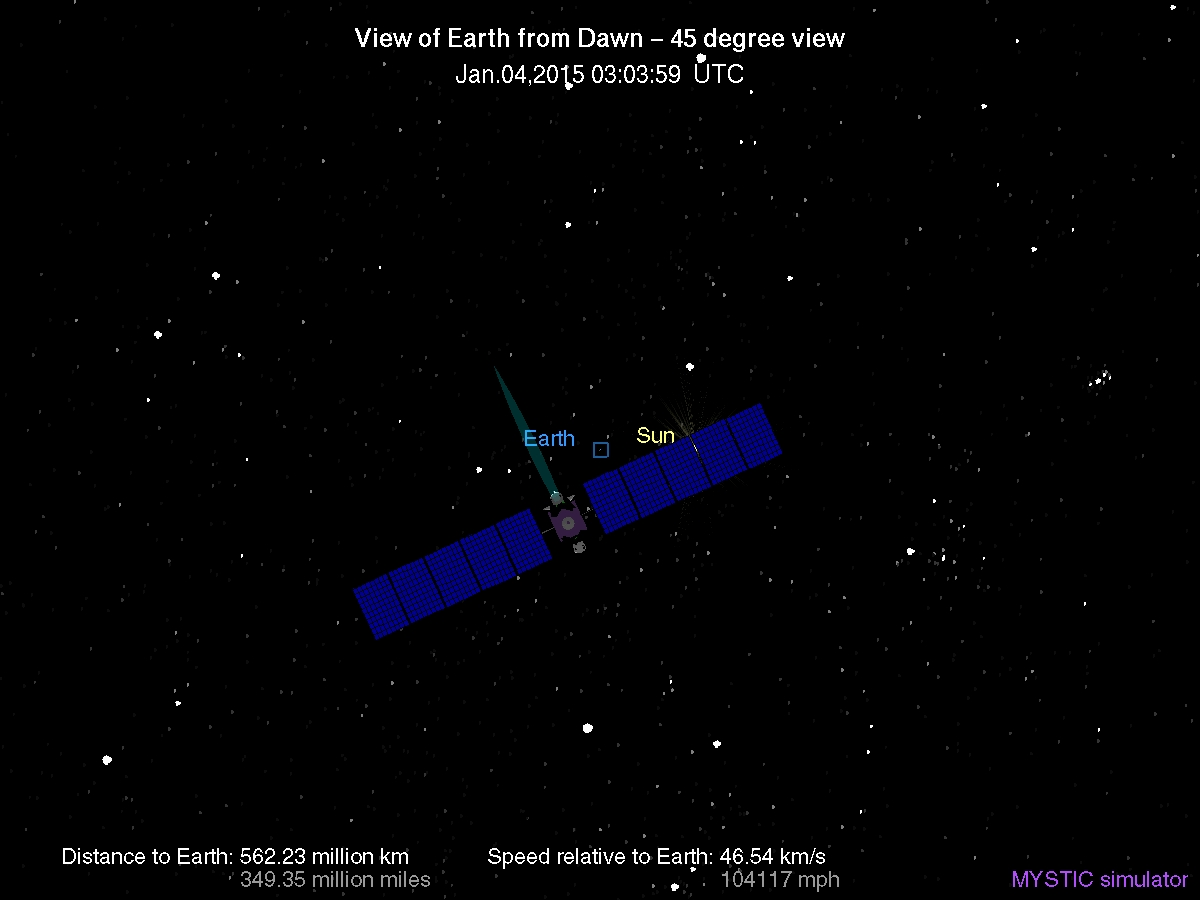 View of Earth from Dawn – 45 degree view
Jan.04,2015 03:03:59 UTC
Earth
Sun
Distance to Earth: 562.23 million km
349.35 million miles
Speed relative to Earth: 46.54 km/s
104117 mph
MYSTIC simulator